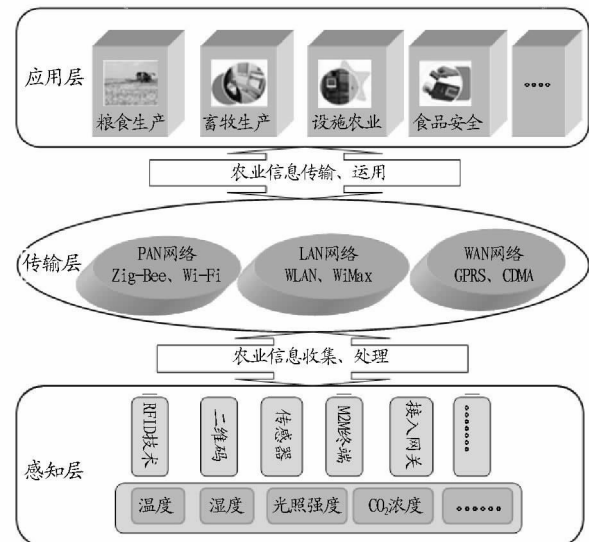 应用层
粮食生产
畜牧生产
设施农业
食品安全
....
农业信息传输、运用
传输层
PAN网络
Zig-Bee、Wi-Fi
LAN网络
WLAN、WiMax
WAN网络
GPRS、CDMA
农业信息收集、处理
感知层
RFID技术
二维码
传感器
M2M终端
接入网关
.......
温度
湿度
光照强度
CO₂浓度
......